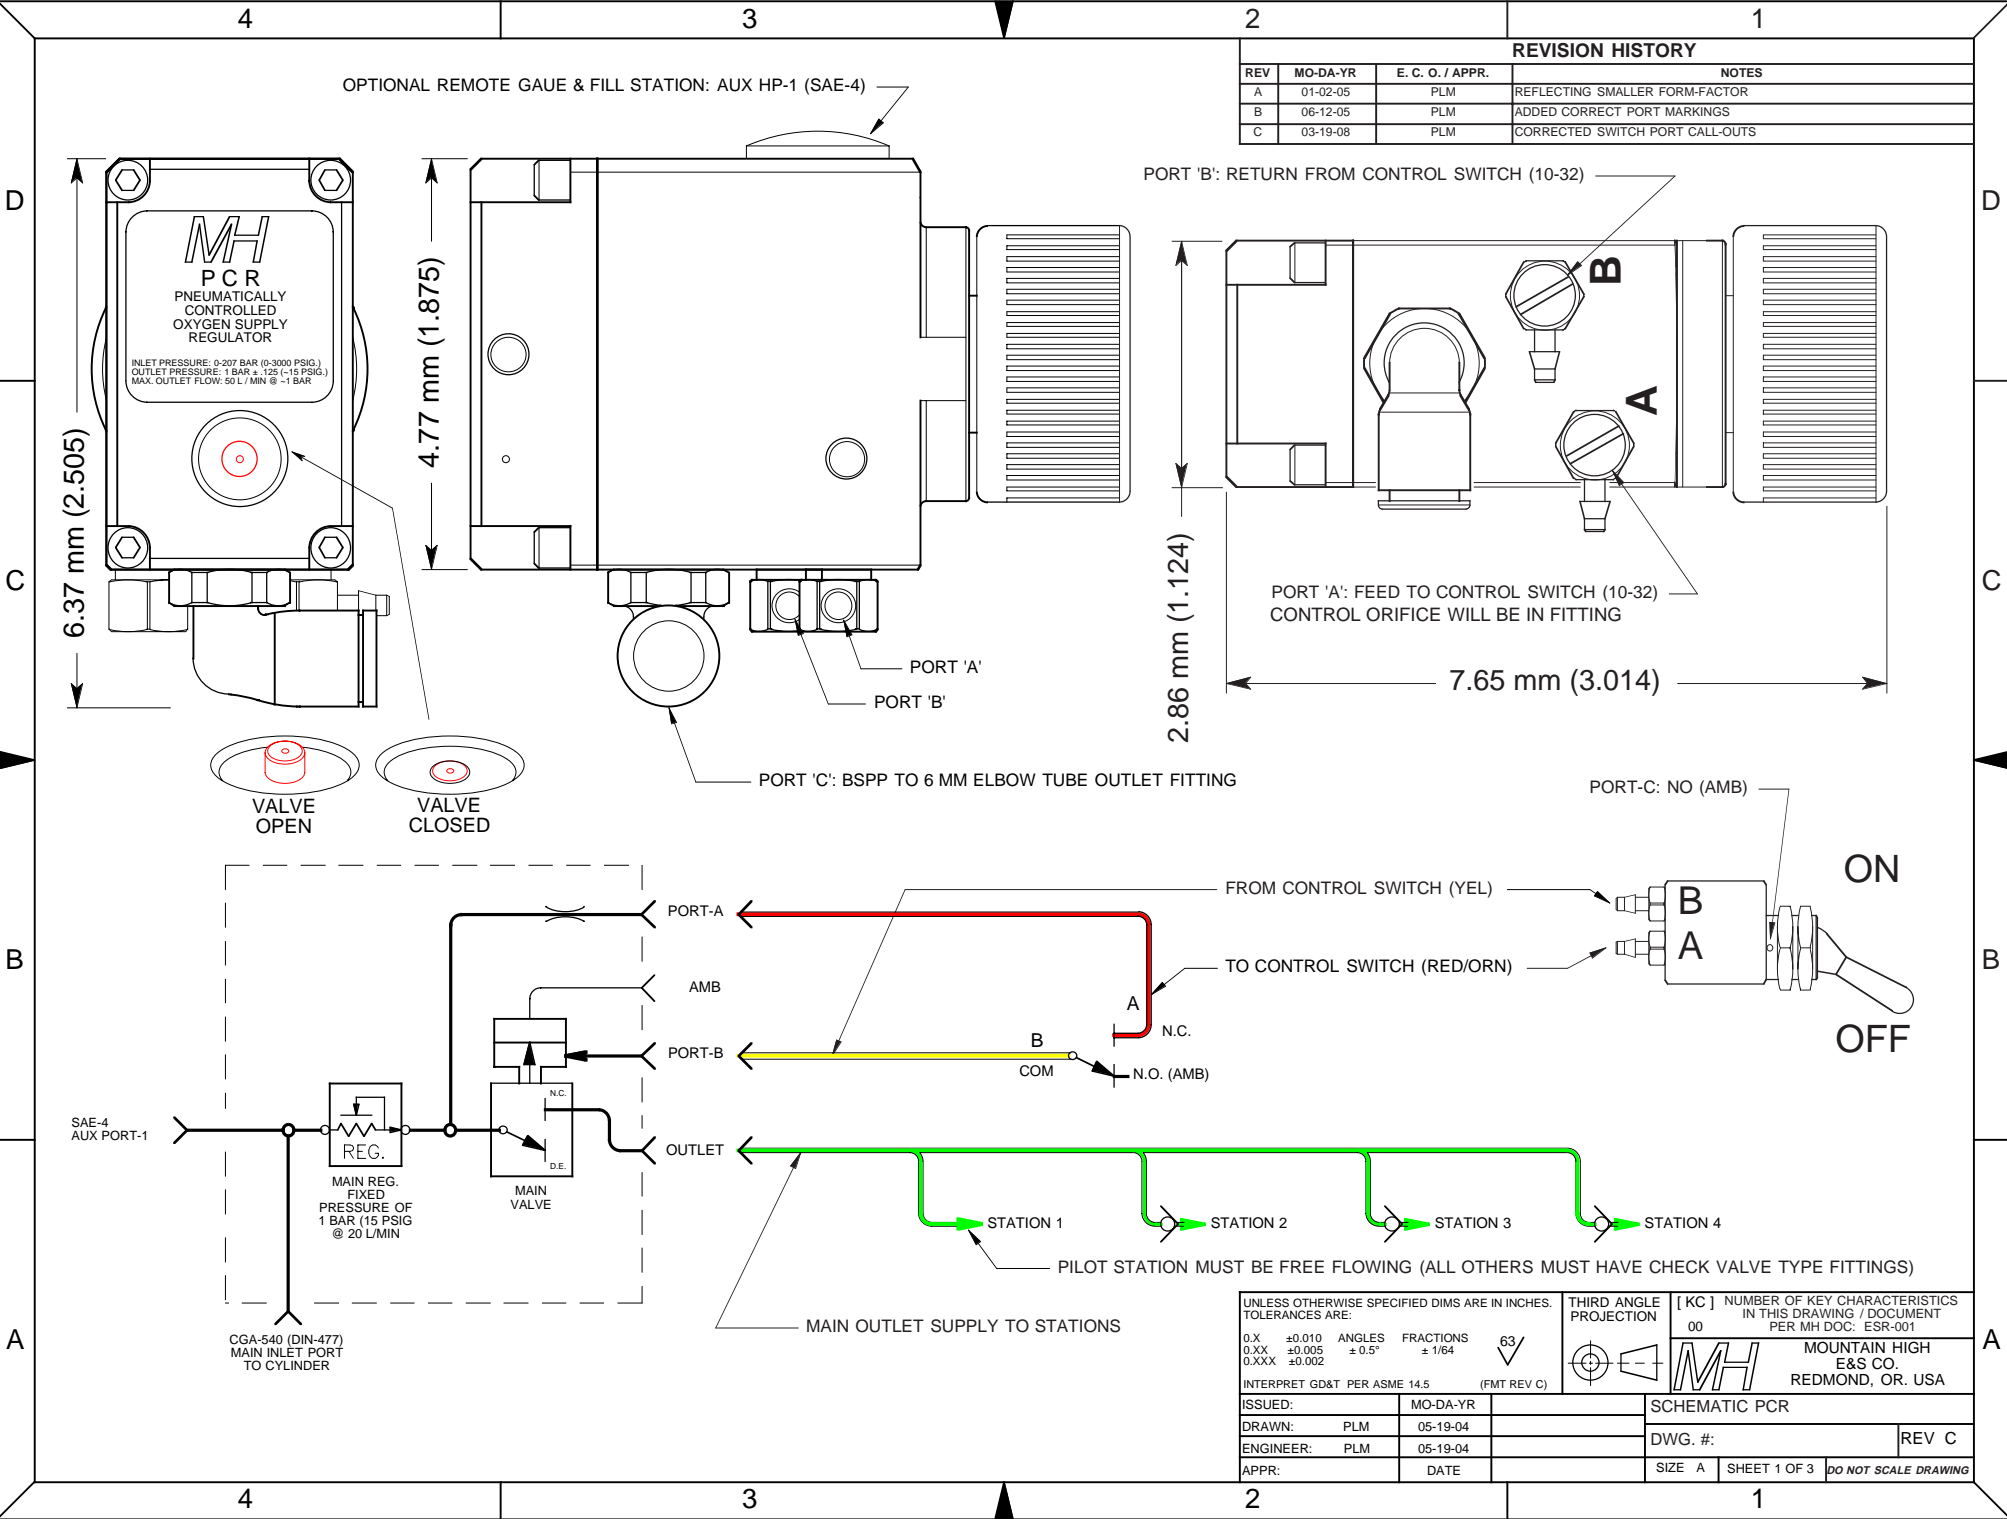 4 3 2 1
REVISION HISTORY
REV MO-DA-YR E. C. O. / APPR. NOTES
A 01-02-05 PLM REFLECTING SMALLER FORM-FACTOR
B 06-12-05 PLM ADDED CORRECT PORT MARKINGS
C 03-19-08 PLM CORRECTED SWITCH PORT CALL-OUTS
OPTIONAL REMOTE GAUE & FILL STATION: AUX HP-1 (SAE-4)
PORT 'B': RETURN FROM CONTROL SWITCH (10-32)
D D
MH
P C R
PNEUMATICALLY
CONTROLLED
OXYGEN SUPPLY
REGULATOR
INLET PRESSURE: 0-207 BAR (0-3000 PSIG.)
OUTLET PRESSURE: 1 BAR ± .125 (~15 PSIG.)
MAX. OUTLET FLOW: 50 L / MIN @ ~1 BAR
6.37 mm (2.505)
4.77 mm (1.875)
B
A
2.86 mm (1.124)
C C
PORT 'A': FEED TO CONTROL SWITCH (10-32)
CONTROL ORIFICE WILL BE IN FITTING
7.65 mm (3.014)
PORT 'A'
PORT 'B'
PORT 'C': BSPP TO 6 MM ELBOW TUBE OUTLET FITTING
VALVE
OPEN
VALVE
CLOSED
PORT-C: NO (AMB)
ON
B
A
OFF
FROM CONTROL SWITCH (YEL)
TO CONTROL SWITCH (RED/ORN)
B B
PORT-A
AMB
PORT-B
OUTLET
A
N.C.
B
COM
N.O. (AMB)
SAE-4
AUX PORT-1
REG.
MAIN REG.
FIXED
PRESSURE OF
1 BAR (15 PSIG
@ 20 L/MIN
N.C.
D.E.
MAIN
VALVE
STATION 1
STATION 2
STATION 3
STATION 4
PILOT STATION MUST BE FREE FLOWING (ALL OTHERS MUST HAVE CHECK VALVE TYPE FITTINGS)
MAIN OUTLET SUPPLY TO STATIONS
CGA-540 (DIN-477)
MAIN INLET PORT
TO CYLINDER
A A
UNLESS OTHERWISE SPECIFIED DIMS ARE IN INCHES.
TOLERANCES ARE:
0.X ±0.010 ANGLES FRACTIONS
0.XX ±0.005 ± 0.5° ± 1/64
0.XXX ±0.002
63
INTERPRET GD&T PER ASME 14.5 (FMT REV C)
THIRD ANGLE
PROJECTION
[ KC ] NUMBER OF KEY CHARACTERISTICS
IN THIS DRAWING / DOCUMENT
00 PER MH DOC: ESR-001
MH
MOUNTAIN HIGH
E&S CO.
REDMOND, OR. USA
ISSUED: MO-DA-YR
DRAWN: PLM 05-19-04
ENGINEER: PLM 05-19-04
APPR: DATE
SCHEMATIC PCR
DWG. #: REV C
SIZE A SHEET 1 OF 3 DO NOT SCALE DRAWING
4 3 2 1